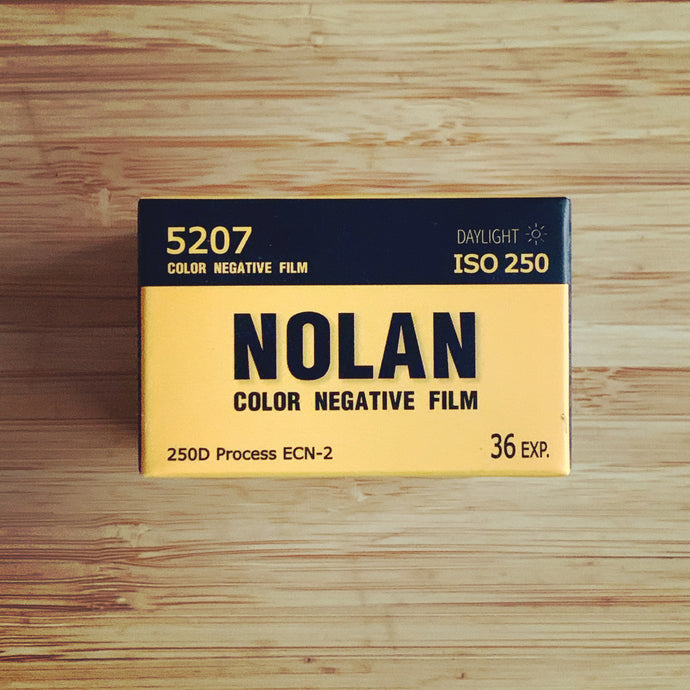 5207
COLOR NEGATIVE FILM
DAYLIGHT
ISO 250
NOLAN
COLOR NEGATIVE FILM
250D Process ECN-2
36 EXP.